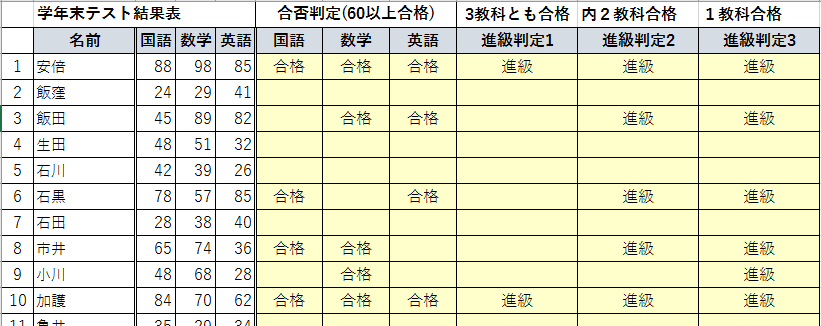 学年末テスト結果表 合否判定(60以上合格) 3教科とも合格 内２教科合格 １教科合格
名前 国語 数学 英語 国語 数学 英語 進級判定1 進級判定2 進級判定3
1 安倍 88 98 85 合格 合格 合格 進級 進級 進級
2 飯窪 24 29 41
3 飯田 45 89 82 合格 合格 進級 進級
4 生田 48 51 32
5 石川 42 39 26
6 石黒 78 57 85 合格 合格 進級 進級
7 石田 28 38 40
8 市井 65 74 36 合格 合格 進級 進級
9 小川 48 68 28 合格 進級
10 加護 84 70 62 合格 合格 合格 進級 進級 進級